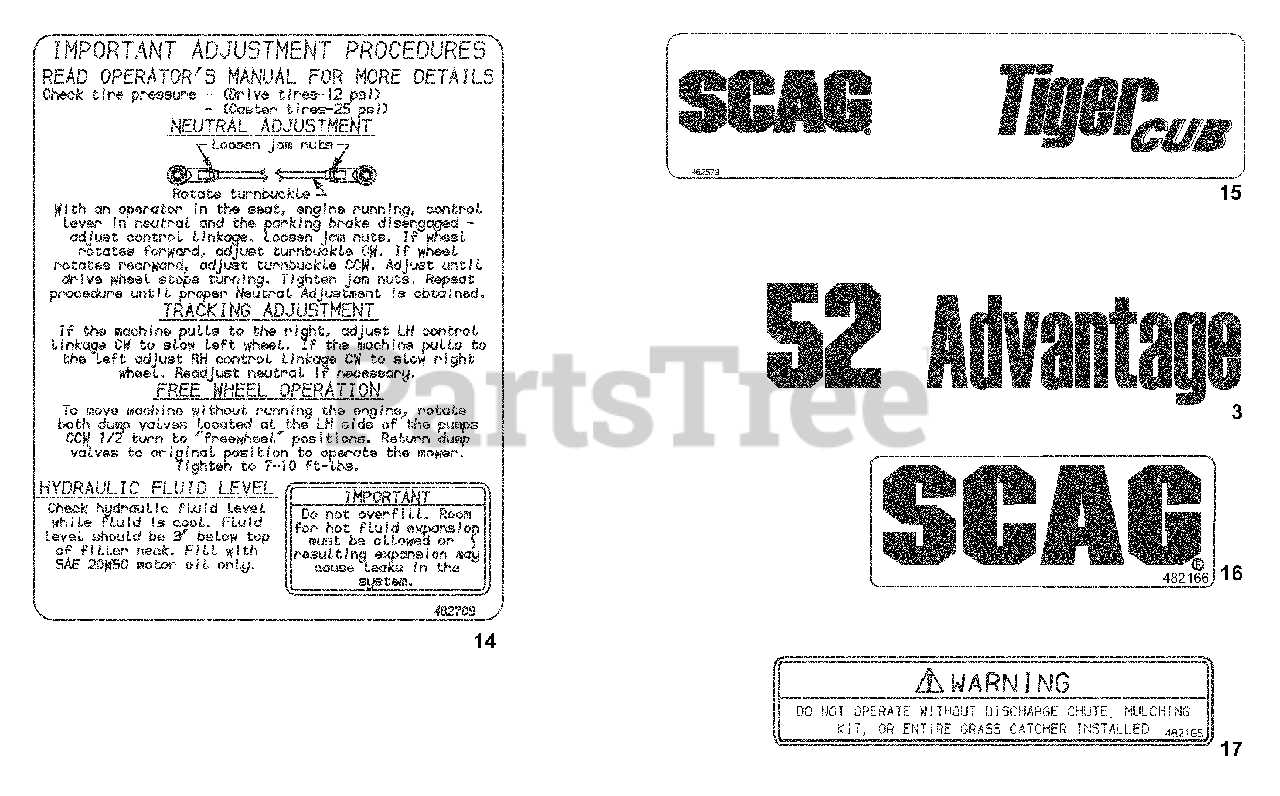 IMPORTANT ADJUSTMENT PROCEDURES
READ OPERATOR'S MANUAL FOR MORE DETAILS
Check tire pressure - (Drive tires-12 psi)
- (Caster tires-25 psi)
NEUTRAL ADJUSTMENT
Loosen jam nuts
Rotate turnbuckle
With an operator in the seat, engine running, control
lever in neutral and the parking brake disengaged -
adjust control linkage. Loosen jam nuts. If wheel
rotates forward, adjust turnbuckle CW. If wheel
rotates rearward, adjust turnbuckle CCW. Adjust until
drive wheel stops turning. Tighten jam nuts. Repeat
procedure until proper Neutral Adjustment is obtained.
TRACKING ADJUSTMENT
If the machine pulls to the right, adjust LH control
linkage CW to slow left wheel. If the machine pulls to
the left adjust RH control linkage CW to slow right
wheel. Readjust neutral if necessary.
FREE WHEEL OPERATION
To move machine without running the engine, rotate
both dump valves located at the LH side of the pumps
CCW 1/2 turn to "freewheel" positions. Return dump
valves to original position to operate the mower.
Tighten to 7-10 ft-lbs.
HYDRAULIC FLUID LEVEL
Check hydraulic fluid level
while fluid is cool. Fluid
level should be 3" below top
of filler neck. Fill with
SAE 20W50 motor oil only.
IMPORTANT
Do not overfill. Room
for hot fluid expansion
must be allowed or
resulting expansion may
cause leaks in the
system.
482709
14
SCAG Tiger CUB
482579
15
52 Advantage
3
SCAG®
482166
16
⚠ WARNING
DO NOT OPERATE WITHOUT DISCHARGE CHUTE, MULCHING
KIT, OR ENTIRE GRASS CATCHER INSTALLED
482165
17
PartsTree